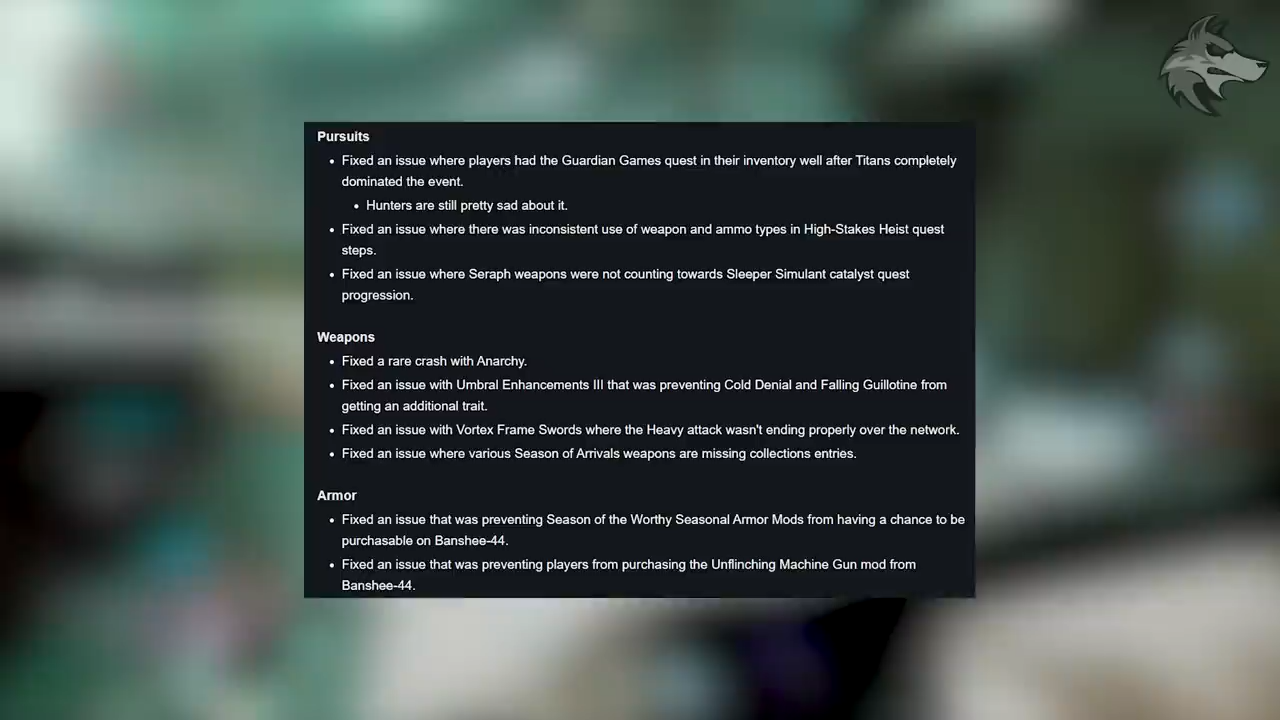 Pursuits
• Fixed an issue where players had the Guardian Games quest in their inventory well after Titans completely
dominated the event.
• Hunters are still pretty sad about it.
• Fixed an issue where there was inconsistent use of weapon and ammo types in High-Stakes Heist quest
steps.
• Fixed an issue where Seraph weapons were not counting towards Sleeper Simulant catalyst quest
progression.
Weapons
• Fixed a rare crash with Anarchy.
• Fixed an issue with Umbral Enhancements III that was preventing Cold Denial and Falling Guillotine from
getting an additional trait.
• Fixed an issue with Vortex Frame Swords where the Heavy attack wasn't ending properly over the network.
• Fixed an issue where various Season of Arrivals weapons are missing collections entries.
Armor
• Fixed an issue that was preventing Season of the Worthy Seasonal Armor Mods from having a chance to be
purchasable on Banshee-44.
• Fixed an issue that was preventing players from purchasing the Unflinching Machine Gun mod from
Banshee-44.